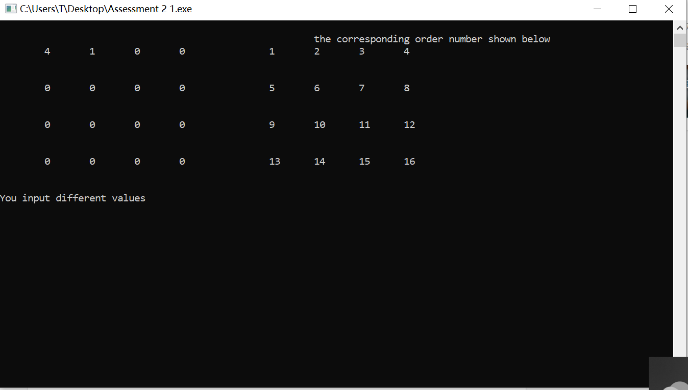 C:\Users\T\Desktop\Assessment 2 1.exe
the corresponding order number shown below
4 1 0 0 1 2 3 4
0 0 0 0 5 6 7 8
0 0 0 0 9 10 11 12
0 0 0 0 13 14 15 16
You input different values